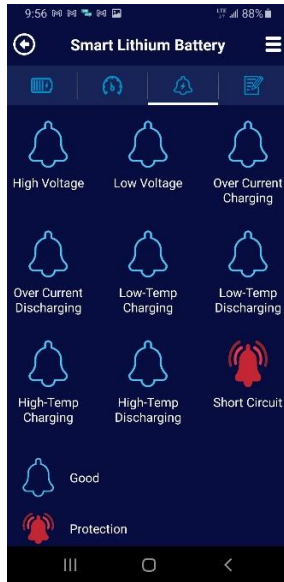 9:56
LTE
88%
Smart Lithium Battery
High Voltage
Low Voltage
Over Current
Charging
Over Current
Discharging
Low-Temp
Charging
Low-Temp
Discharging
High-Temp
Charging
High-Temp
Discharging
Short Circuit
Good
Protection